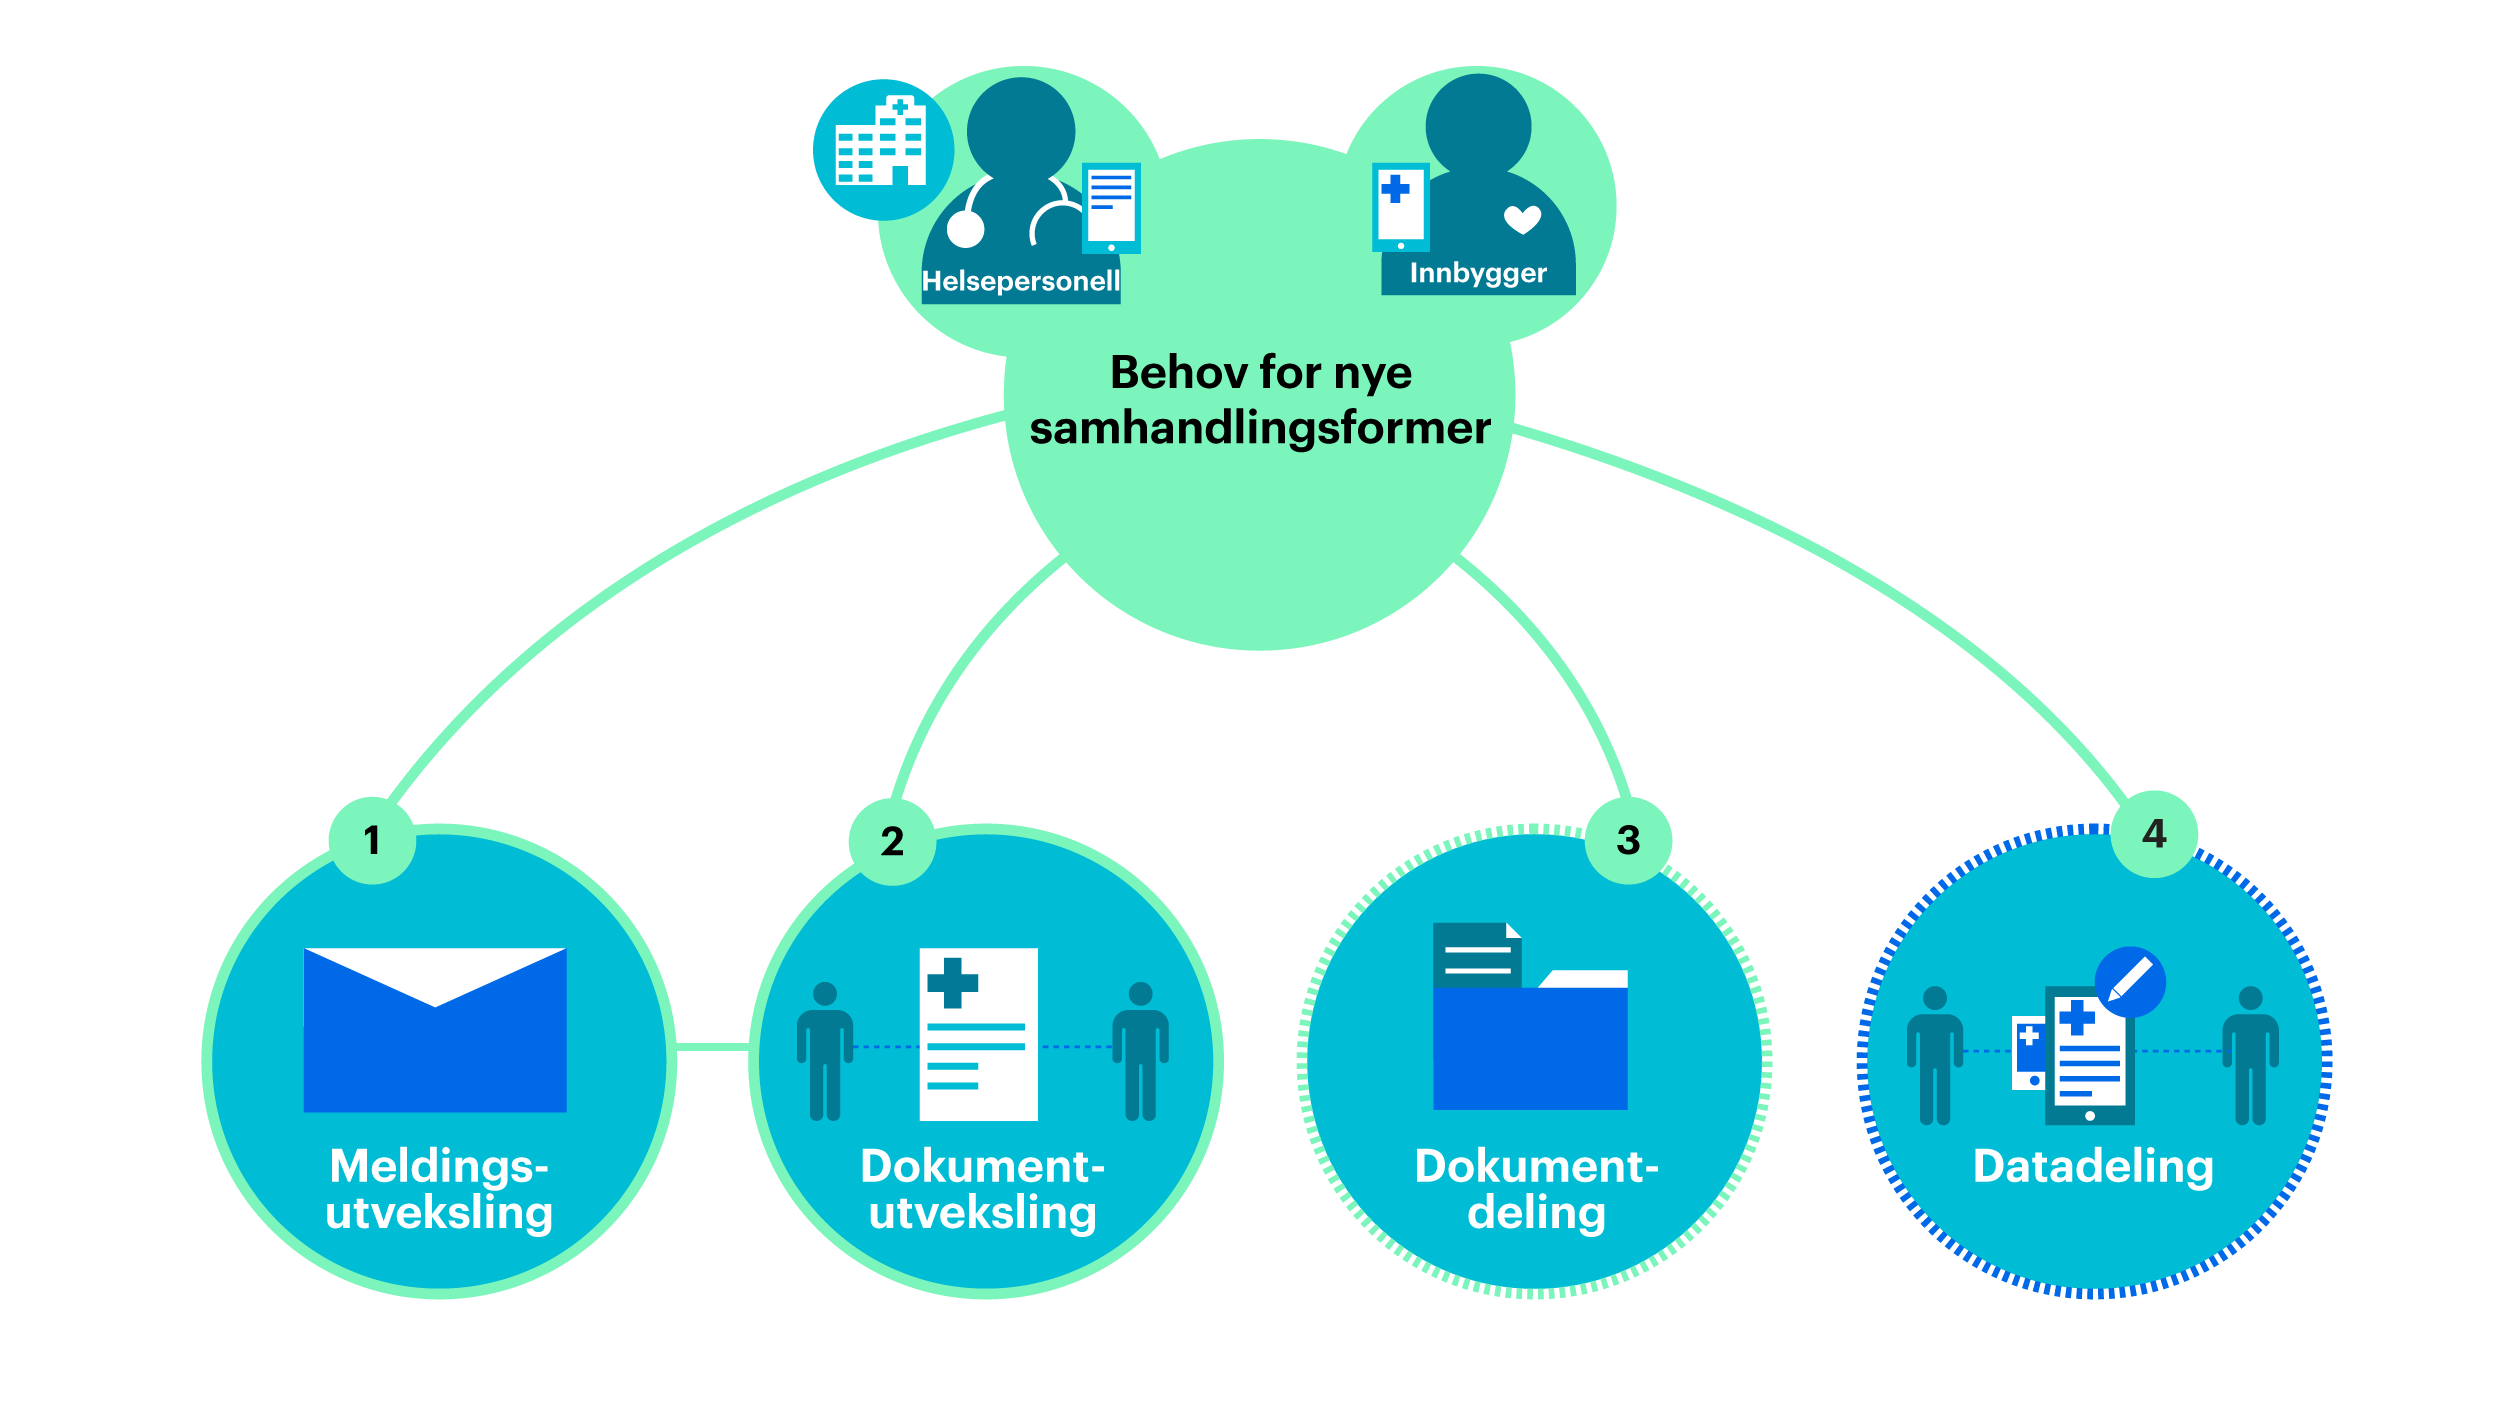 Helsepersonell
Innbygger
Behov for nye
samhandlingsformer
1
2
3
4
Meldings-
utveksling
Dokument-
utveksling
Dokument-
deling
Datadeling